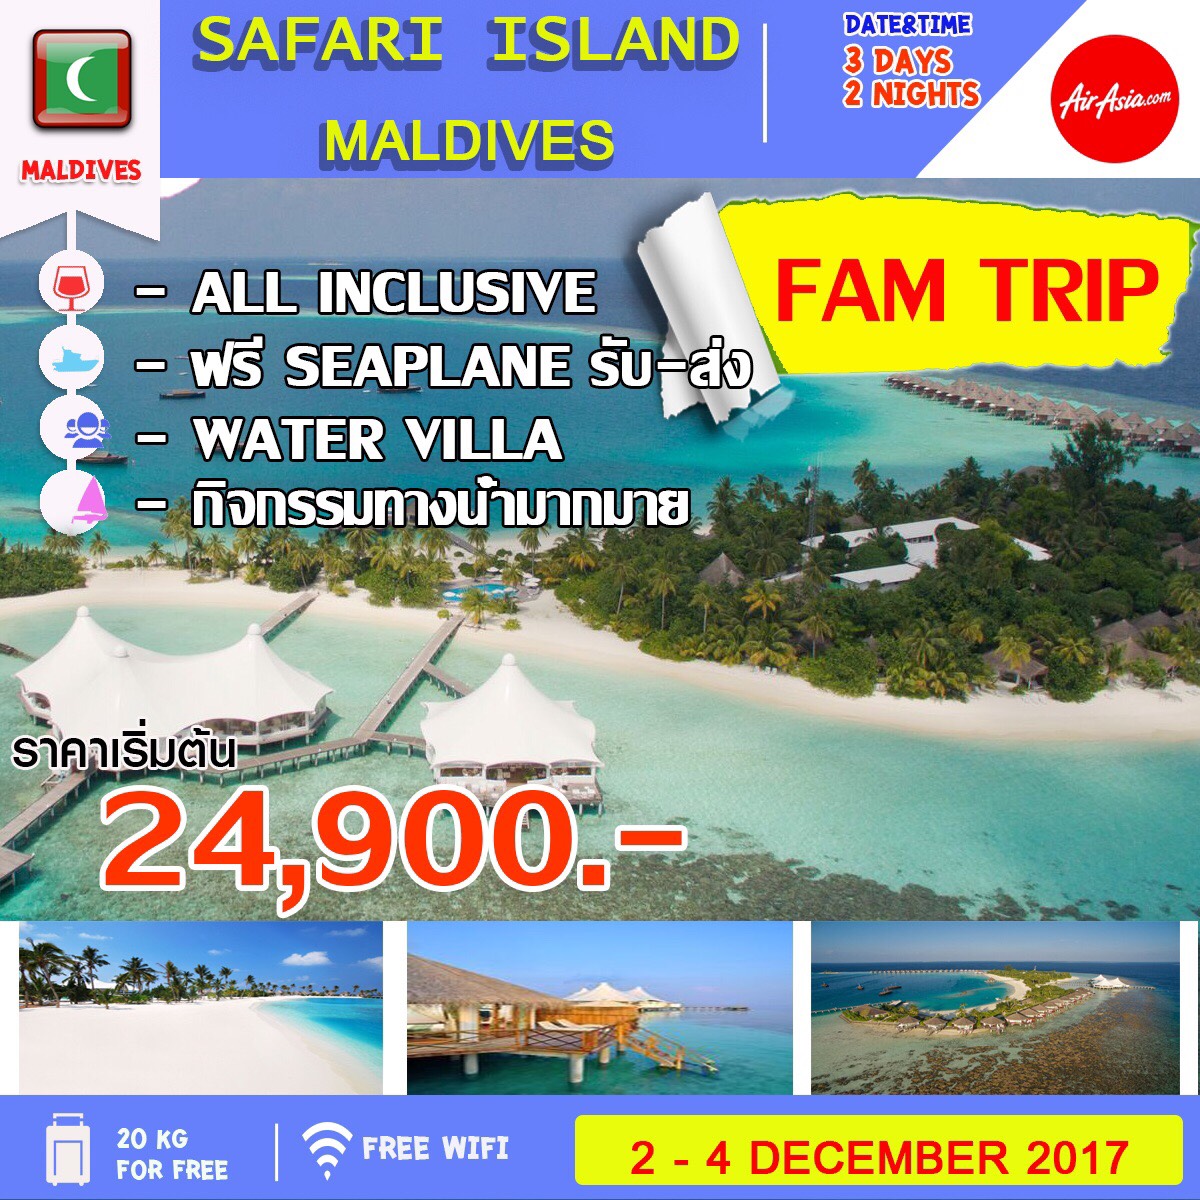 SAFARI ISLAND
MALDIVES
DATE&TIME
3 DAYS
2 NIGHTS
AirAsia.com
MALDIVES
FAM TRIP
- ALL INCLUSIVE
- ฟรี SEAPLANE รับ-ส่ง
- WATER VILLA
- กิจกรรมทางน้ำมากมาย
ราคาเริ่มต้น
24,900.-
20 KG
FOR FREE
FREE WIFI
2 - 4 DECEMBER 2017